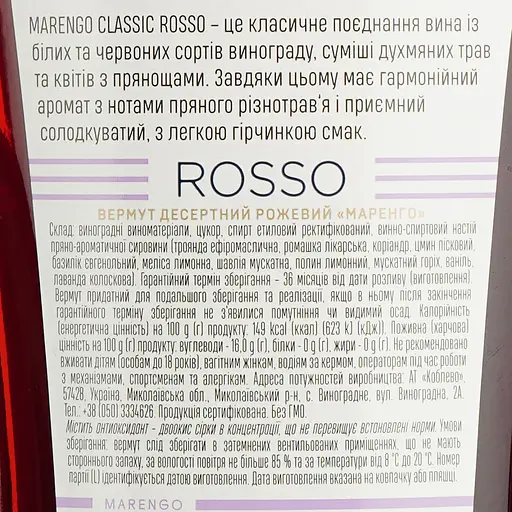 MARENGO CLASSIC ROSSO – це класичне поєднання вина із
білих та червоних сортів винограду, суміші духмяних трав
та квітів з прянощами. Завдяки цьому має гармонійний
аромат з нотами пряного різнотрав'я і приємний
солодкуватий, з легкою гірчинкою смак.
ROSSO
ВЕРМУТ ДЕСЕРТНИЙ РОЖЕВИЙ «МАРЕНГО»
Склад: виноградні виноматеріали, цукор, спирт етиловий ректифікований, винно-спиртовий настій
пряно-ароматичної сировини (троянда ефіромаслична, ромашка лікарська, коріандр, цмин пісковий,
базилік евгенольний, меліса лимонна, шавлія мускатна, полин лимонний, мускатний горіх, ваніль,
лаванда колоскова). Гарантійний термін зберігання - 36 місяців від дати розливу (виготовлення).
Вермут придатний для подальшого зберігання та реалізації, якщо в ньому після закінчення
гарантійного терміну зберігання не з'явилися помутніння чи видимий осад. Калорійність
(енергетична цінність) на 100 g (г) продукту: 149 kcal (ккал) (623 kJ (кДж)). Поживна (харчова)
цінність на 100 g (г) продукту: вуглеводи - 16,0 g (г), білки - 0 g (г), жири - 0 g (г). Не рекомендовано
вживати дітям (особам до 18 років), вагітним жінкам, водіям за кермом, операторам під час роботи
з механізмами, спортсменам та алергікам. Адреса потужностей виробництва: АТ «Коблево»,
57428, Україна, Миколаївська обл., Миколаївський р-н, с. Виноградне, вул. Виноградна, 2А.
Тел.: +38 (050) 3334626. Продукція сертифікована. Без ГМО.
Містить антиоксидант - двоокис сірки в концентрації, що не перевищує встановлені норми. Умови
зберігання: вермут слід зберігати в затемнених вентильованих приміщеннях, що не мають
стороннього запаху, за вологості повітря не більше 85 % та за температури від 8 °C до 20 °C. Номер
партії (L) ідентифікується датою виготовлення. Дата виготовлення вказана на ковпачку або пляшці.
MARENGO